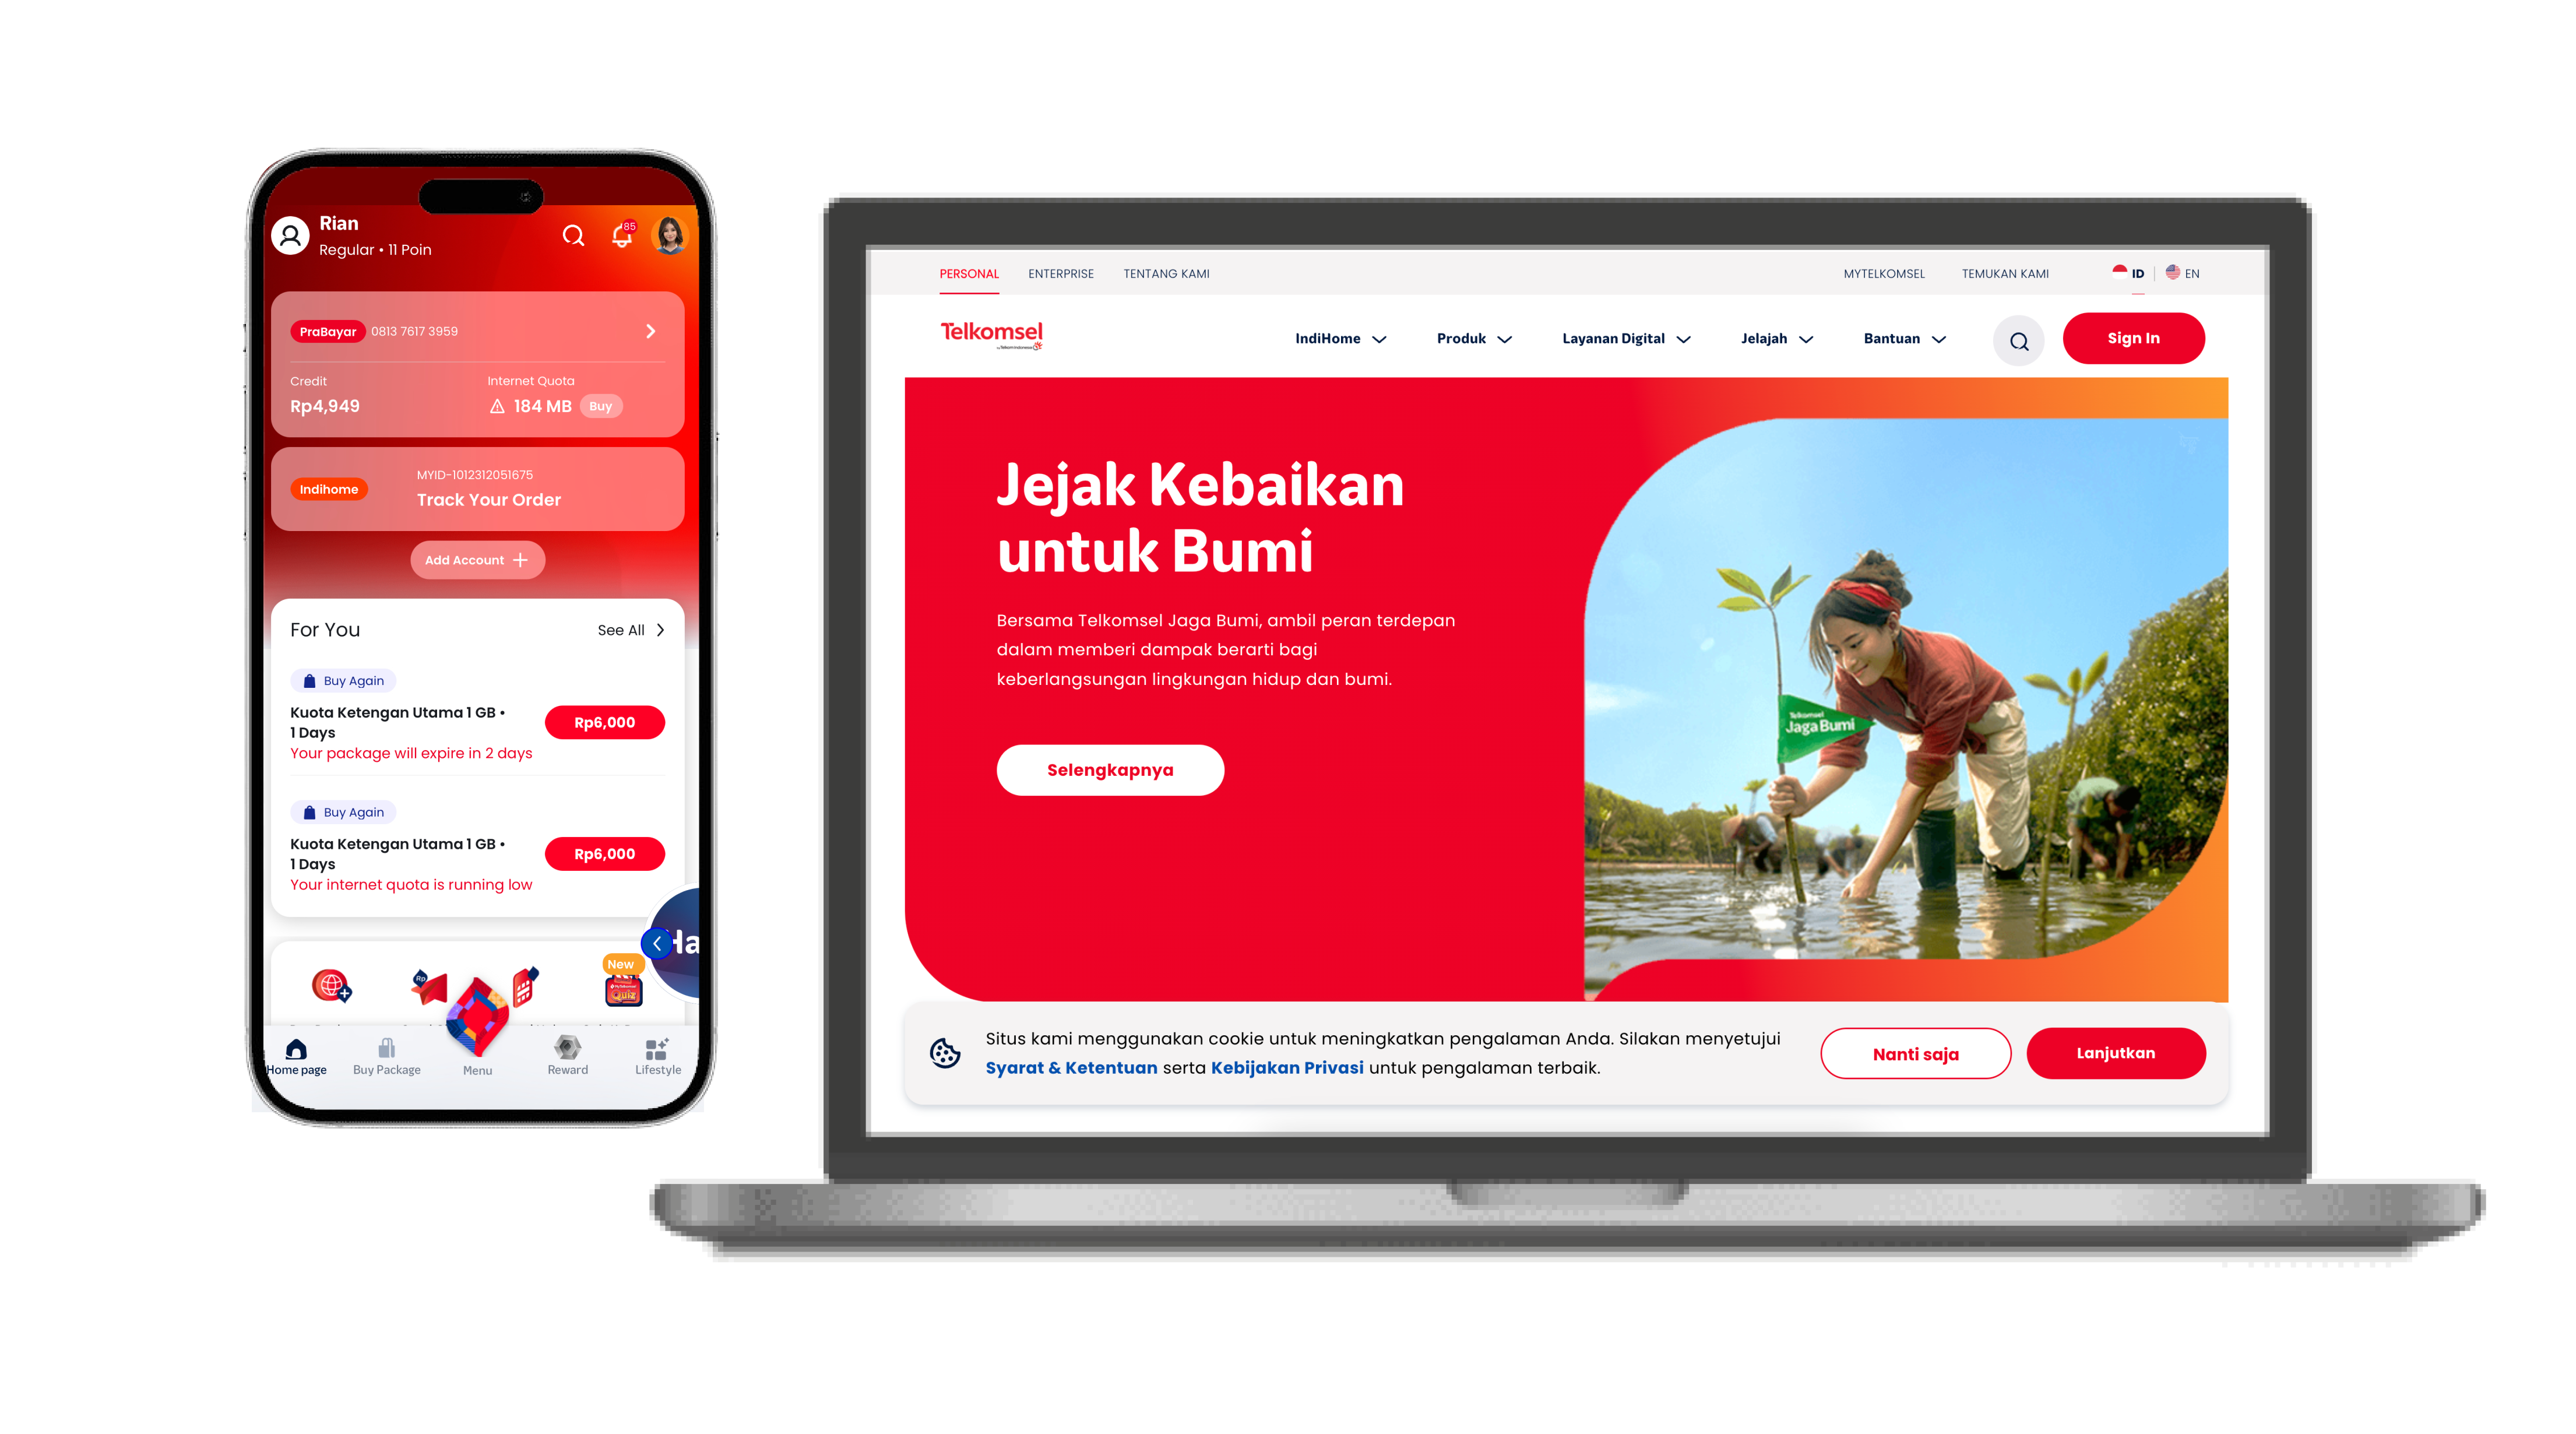 Rian
Regular • 11 Poin
85
PraBayar 0813 7617 3959
Credit
Internet Quota
Rp4,949
184 MB Buy
Indihome
MYID-1012312051675
Track Your Order
Add Account
For You
See All
Buy Again
Kuota Ketengan Utama 1 GB •
1 Days
Rp6,000
Your package will expire in 2 days
Buy Again
Kuota Ketengan Utama 1 GB •
1 Days
Rp6,000
Your internet quota is running low
New
Rp
Quiz
Home page
Buy Package
Menu
Reward
Lifestyle
PERSONAL ENTERPRISE TENTANG KAMI MYTELKOMSEL TEMUKAN KAMI ID EN
Telkomsel
by Telkom Indonesia
IndiHome Produk Layanan Digital Jelajah Bantuan Sign In
Jejak Kebaikan
untuk Bumi
Bersama Telkomsel Jaga Bumi, ambil peran terdepan
dalam memberi dampak berarti bagi
keberlangsungan lingkungan hidup dan bumi.
Selengkapnya
Telkomsel
Jaga Bumi
Situs kami menggunakan cookie untuk meningkatkan pengalaman Anda. Silakan menyetujui
Syarat & Ketentuan serta Kebijakan Privasi untuk pengalaman terbaik.
Nanti saja
Lanjutkan